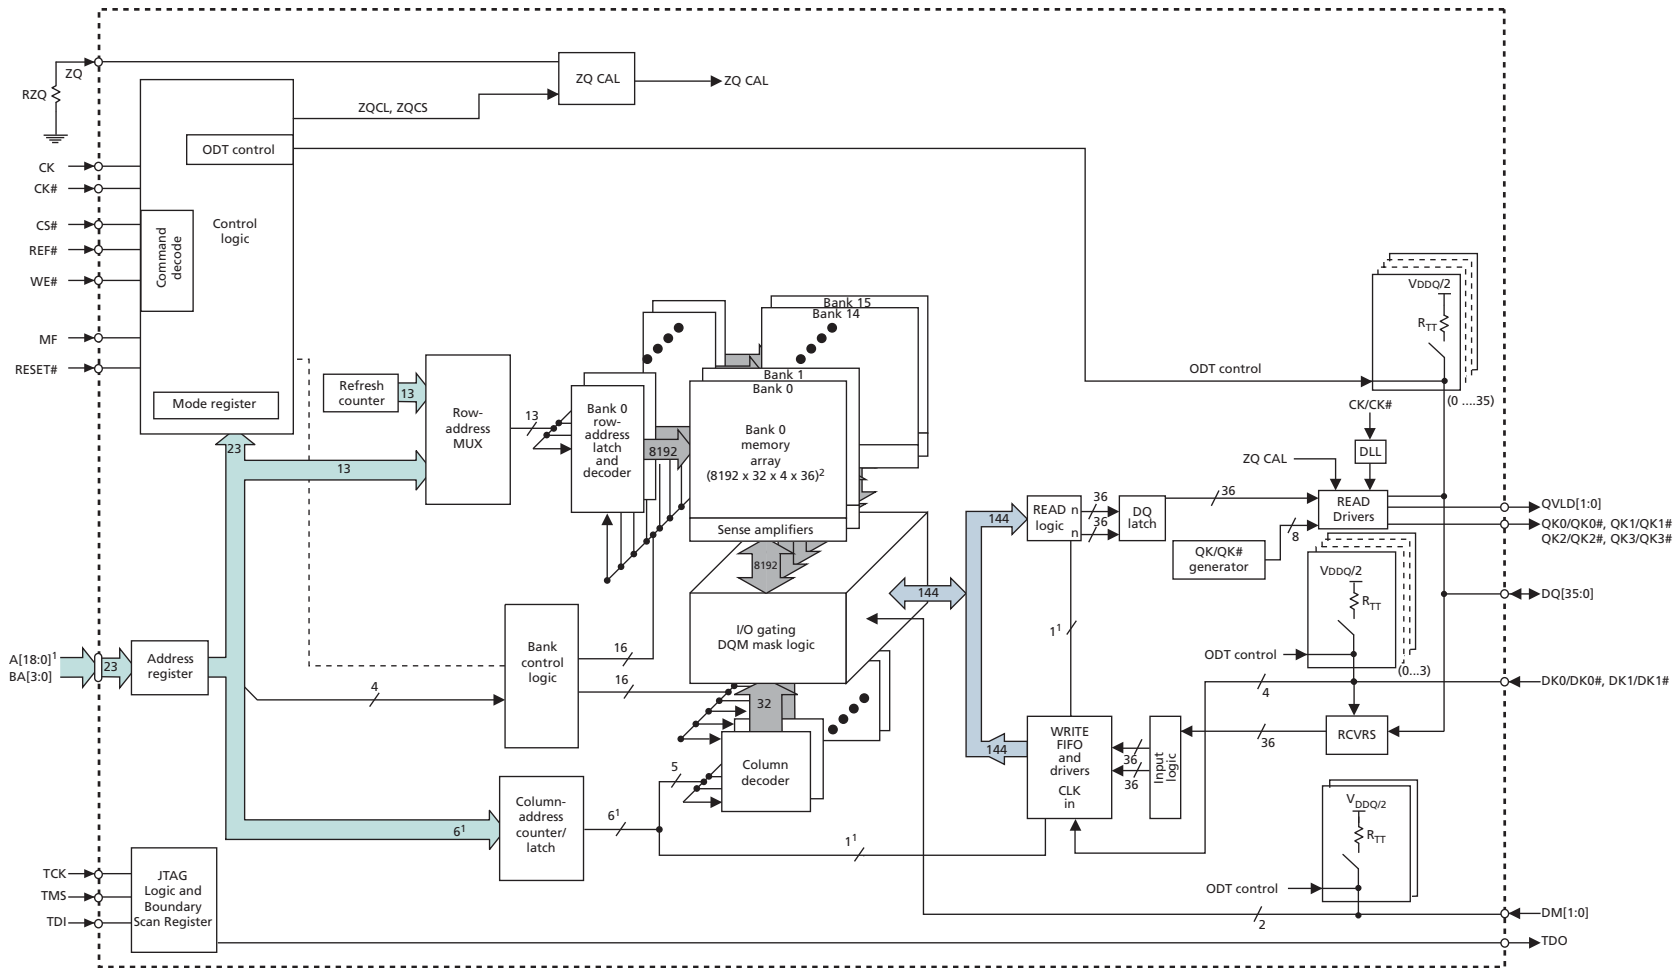 ZQ
RZQ
ZQ CAL
ZQ CAL
ZQCL, ZQCS
ODT control
CK
CK#
CS#
REF#
WE#
MF
RESET#
Command
decode
Control
logic
Mode register
Refresh
counter
13
Row-
address
MUX
13
23
13
Bank 0
row-
address
latch
and
decoder
8192
Bank 15
Bank 14
Bank 1
Bank 0
Bank 0
memory
array
(8192 x 32 x 4 x 36)²
Sense amplifiers
8192
I/O gating
DQM mask logic
32
Column
decoder
144
144
144
READ
logic
n
n
36
36
DQ
latch
36
ODT control
VDDQ/2
RTT
(0 ....35)
CK/CK#
DLL
ZQ CAL
READ
Drivers
QK/QK#
generator
8
QVLD[1:0]
QK0/QK0#, QK1/QK1#
QK2/QK2#, QK3/QK3#
VDDQ/2
RTT
ODT control
(0...3)
DQ[35:0]
DK0/DK0#, DK1/DK1#
4
RCVRS
36
Input
logic
36
36
WRITE
FIFO
and
drivers
CLK
in
1¹
1¹
A[18:0]¹
BA[3:0]
23
Address
register
4
Bank
control
logic
16
16
6¹
Column-
address
counter/
latch
6¹
5
VDDQ/2
RTT
ODT control
2
DM[1:0]
TCK
TMS
TDI
JTAG
Logic and
Boundary
Scan Register
TDO